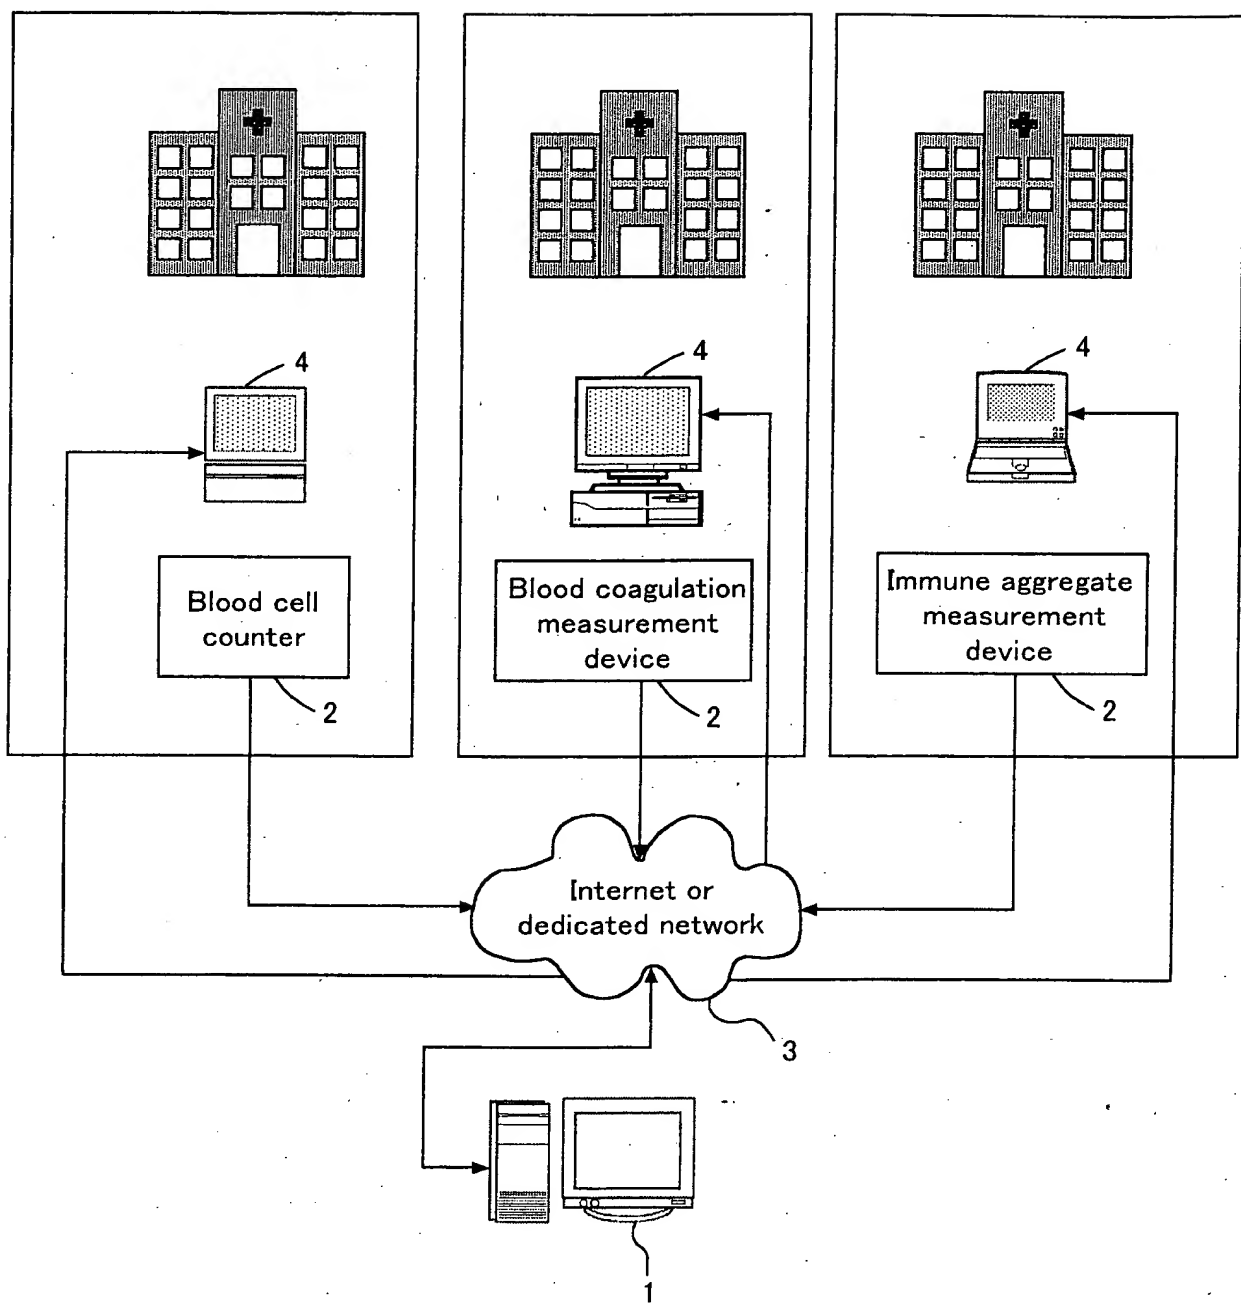 4
4
4
Blood cell
counter
Blood coagulation
measurement
device
Immune aggregate
measurement
device
2
2
2
Internet or
dedicated network
3
1